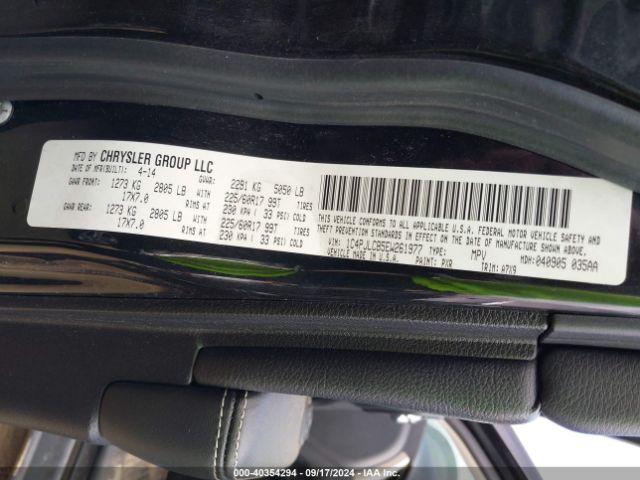 MFD BY CHRYSLER GROUP LLC
DATE OF MFR(BUILT): 4-14 GVWR: 2291 KG 5050 LB
GAWR FRONT: 1273 KG 2805 LB WITH 225/60R17 99T TIRES
17X7.0 RIMS AT 230 KPA ( 33 PSI) COLD
GAWR REAR: 1273 KG 2805 LB WITH 225/60R17 99T TIRES
17X7.0 RIMS AT 230 KPA ( 33 PSI) COLD
THIS VEHICLE CONFORMS TO ALL APPLICABLE U.S.A. FEDERAL MOTOR VEHICLE SAFETY AND
THEFT PREVENTION STANDARDS IN EFFECT ON THE DATE OF MANUFACTURE SHOWN ABOVE.
VIN: 1C4PJLCB5EW261977 TYPE: MPV MDH: 040905 035AA
VEHICLE MADE IN U.S.A. PAINT: PXR TRIM: A7X9
000-40354294 - 09/17/2024 - IAA Inc.